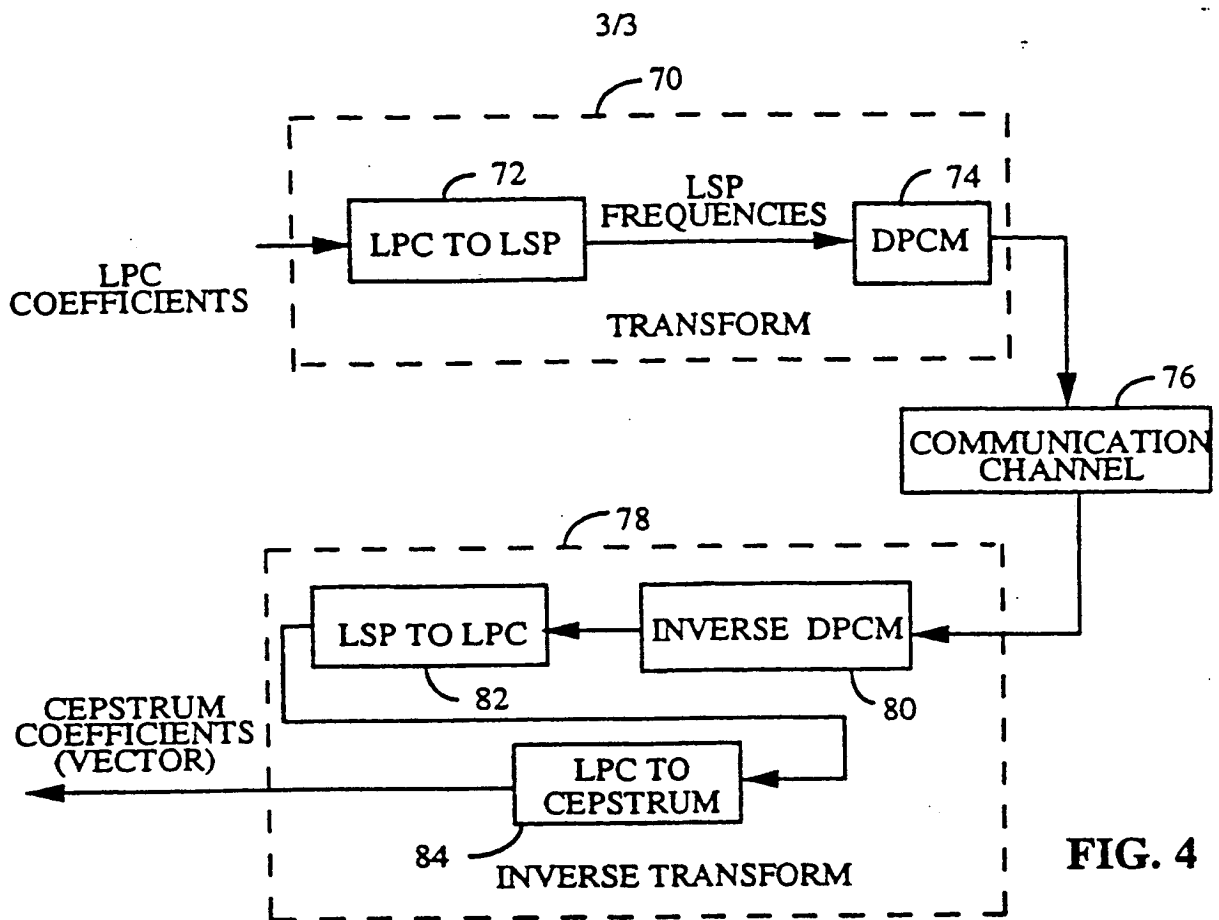 3/3
70
72
LSP
FREQUENCIES
74
LPC TO LSP
DPCM
LPC
COEFFICIENTS
TRANSFORM
76
COMMUNICATION
CHANNEL
78
LSP TO LPC
INVERSE DPCM
82
80
CEPSTRUM
COEFFICIENTS
(VECTOR)
LPC TO
CEPSTRUM
84
INVERSE TRANSFORM
FIG. 4